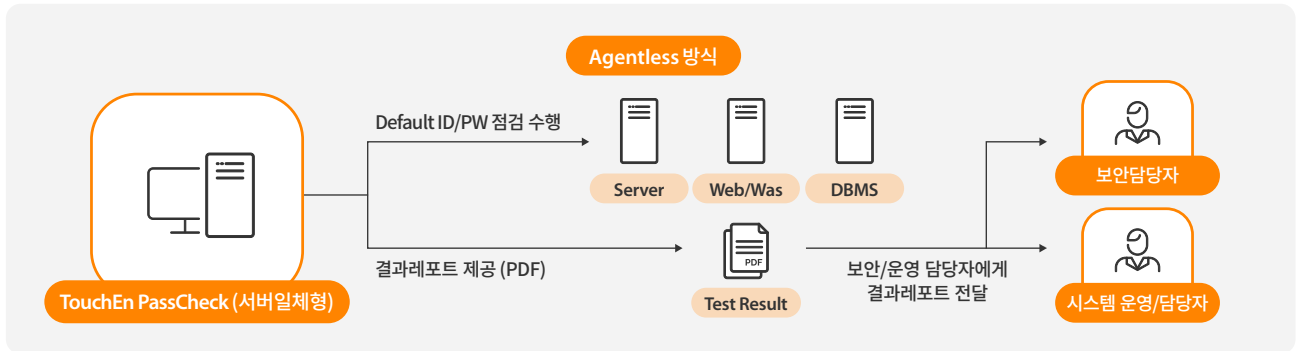 Agentless 방식
Default ID/PW 점검 수행
Server
Web/Was
DBMS
보안담당자
결과레포트 제공 (PDF)
PDF
보안/운영 담당자에게
결과레포트 전달
TouchEn PassCheck (서버일체형)
Test Result
시스템 운영/담당자